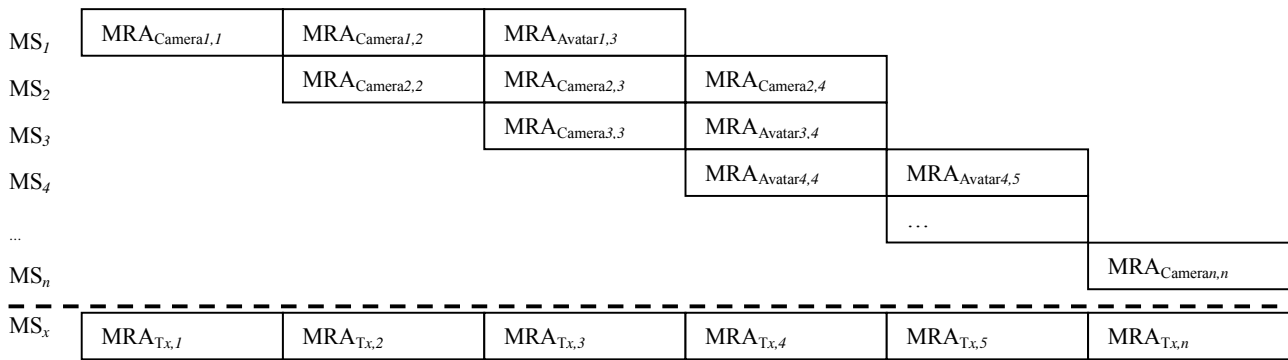 MS1 MRACamera1,1 MRACamera1,2 MRAAvatar1,3
MS2 MRACamera2,2 MRACamera2,3 MRACamera2,4
MS3 MRACamera3,3 MRAAvatar3,4
MS4 MRAAvatar4,4 MRAAvatar4,5
... …
MSn MRACameran,n
MSx MRATx,1 MRATx,2 MRATx,3 MRATx,4 MRATx,5 MRATx,n